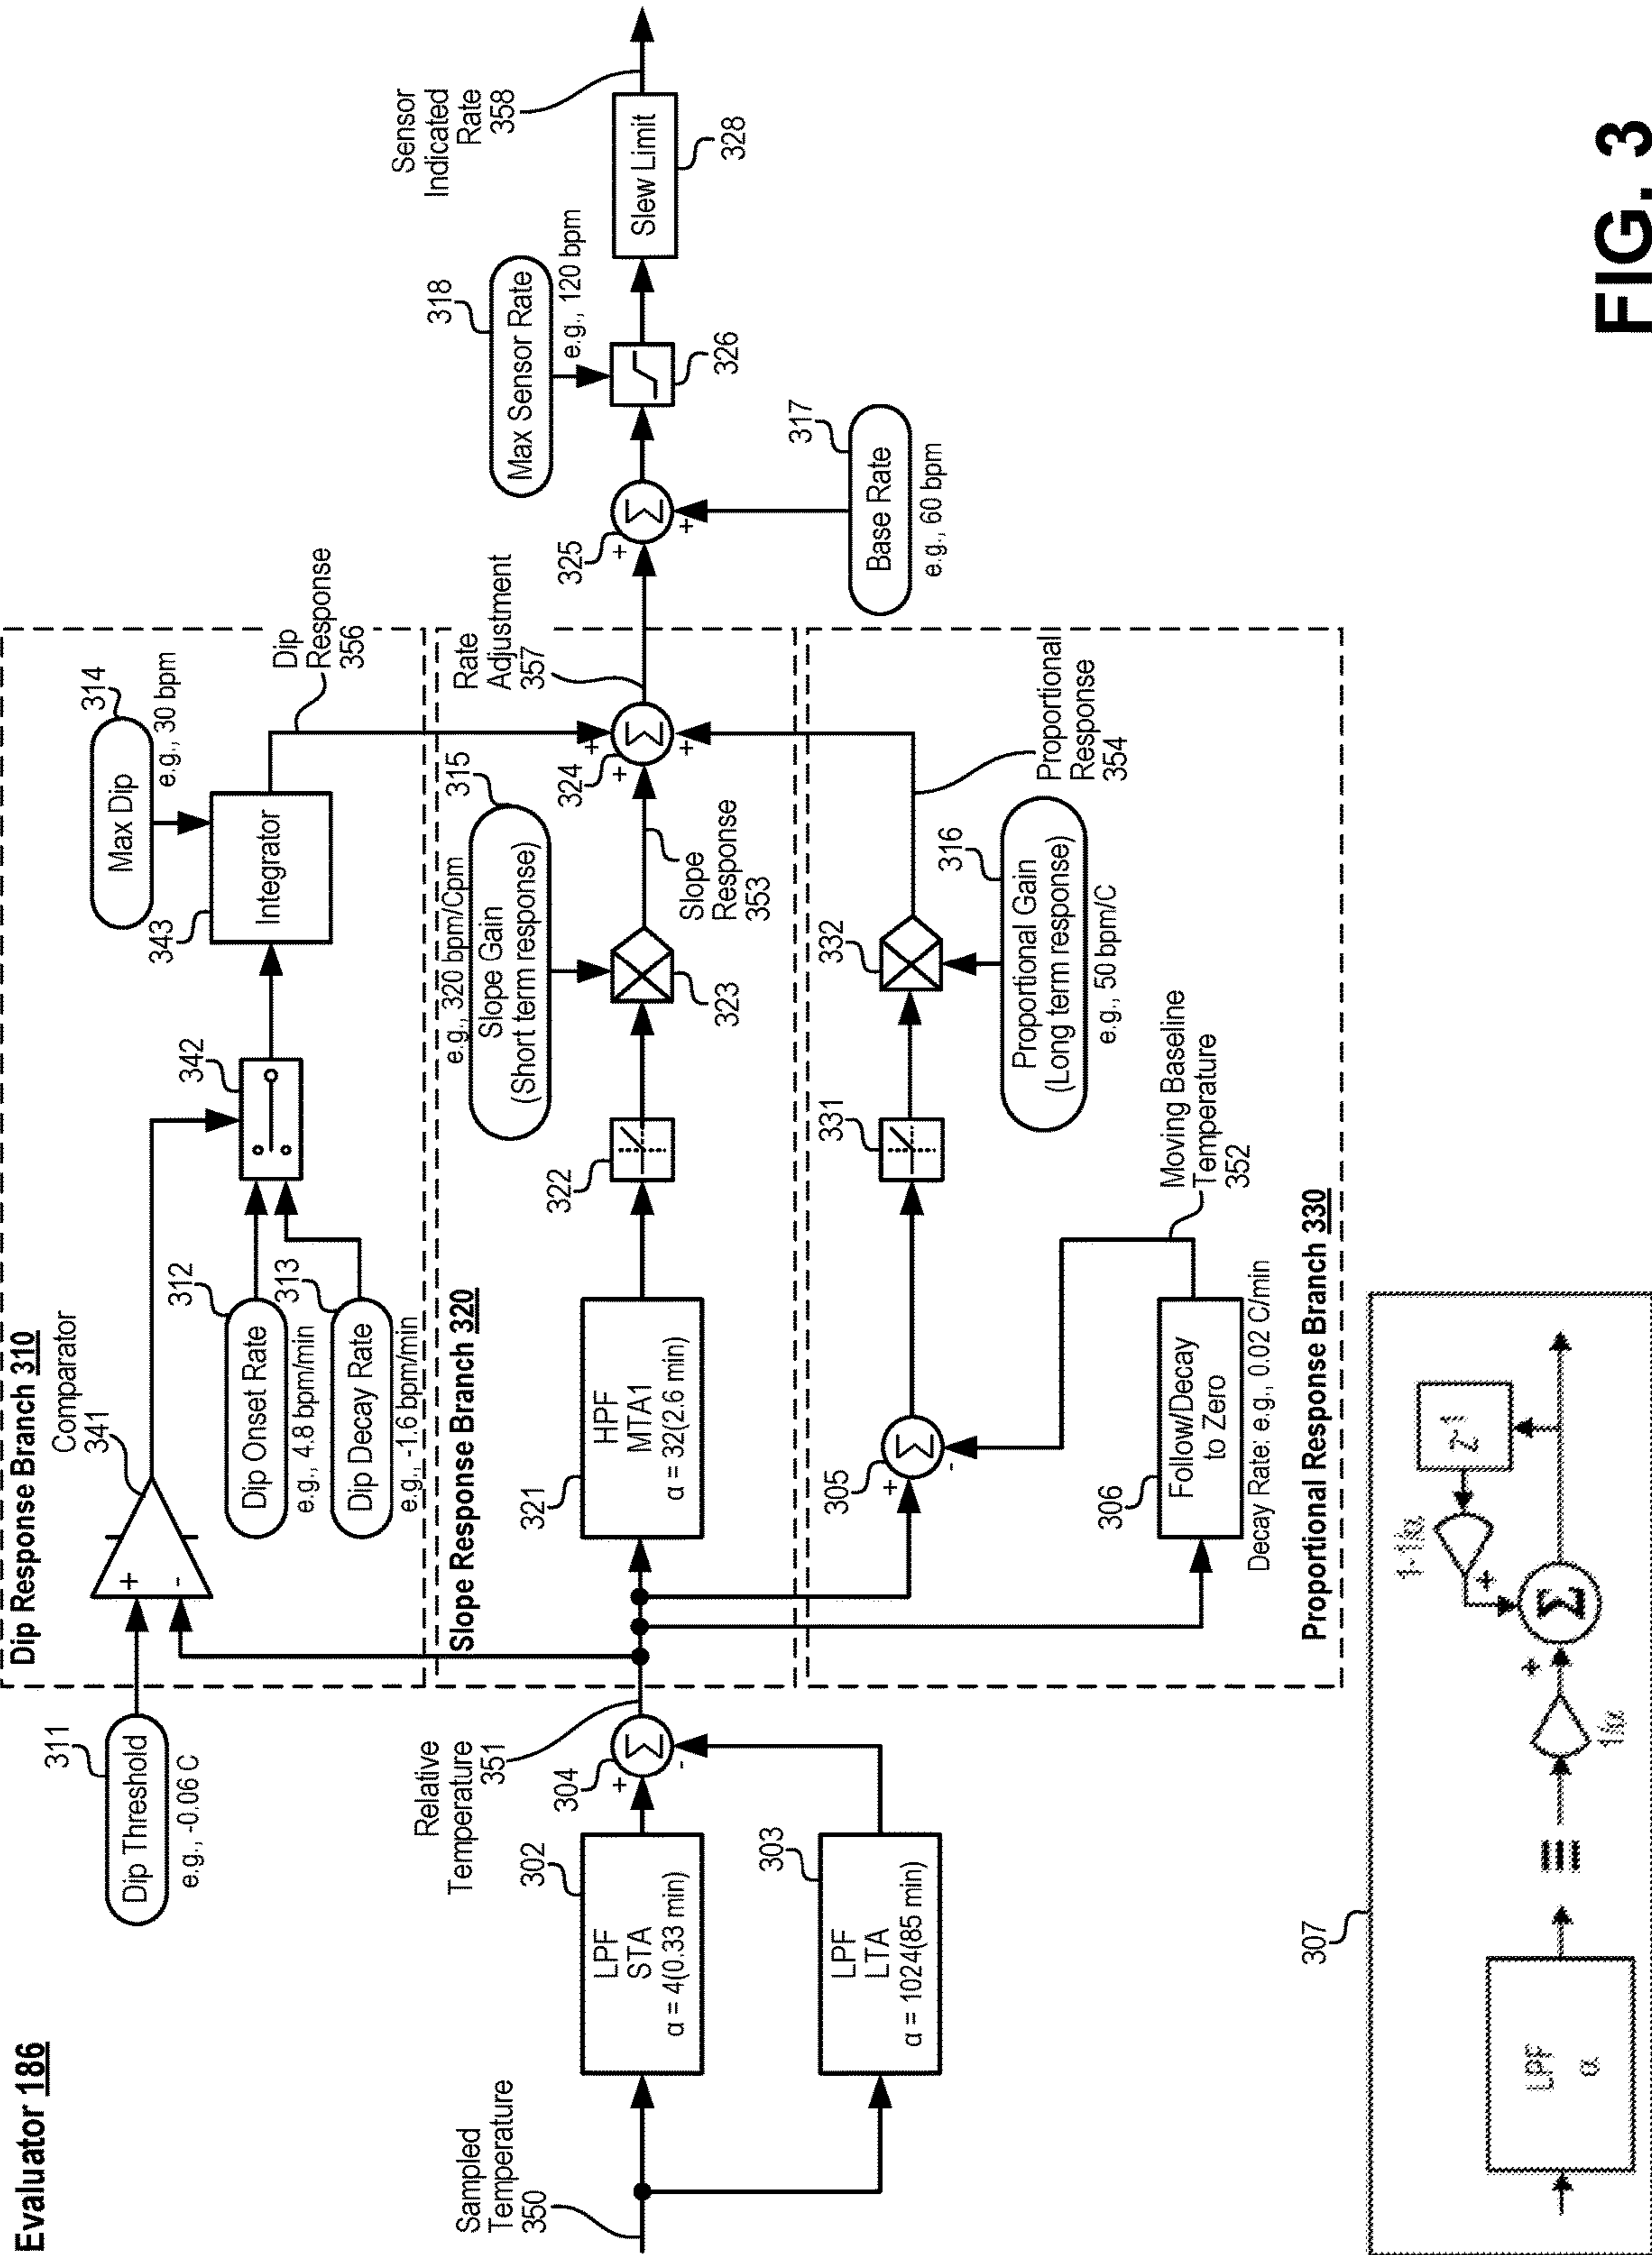 Evaluator 186
Sampled
Temperature
350
LPF
STA
α = 4(0.33 min)
302
LPF
LTA
α = 1024(85 min)
303
Relative
Temperature
351
304
+
-
Σ
311
Dip Threshold
e.g., -0.06 C
Dip Response Branch 310
Comparator
341
+
-
312
Dip Onset Rate
e.g., 4.8 bpm/min
313
Dip Decay Rate
e.g., -1.6 bpm/min
342
343
Integrator
314
Max Dip
e.g., 30 bpm
Dip
Response
356
Slope Response Branch 320
321
HPF
MTA1
α = 32(2.6 min)
322
e.g., 320 bpm/Cpm
315
Slope Gain
(Short term response)
323
Slope
Response
353
324
+
+
+
Σ
Rate
Adjustment
357
Proportional Response Branch 330
305
+
-
Σ
306
Follow/Decay
to Zero
Decay Rate: e.g., 0.02 C/min
Moving Baseline
Temperature
352
331
332
316
Proportional Gain
(Long term response)
e.g., 50 bpm/C
Proportional
Response
354
325
+
+
Σ
317
Base Rate
e.g., 60 bpm
318
Max Sensor Rate
e.g., 120 bpm
326
Slew Limit
328
Sensor
Indicated
Rate
358
307
LPF
α
≡
1/α
+
+
Σ
1-1/α
Z-1
FIG. 3